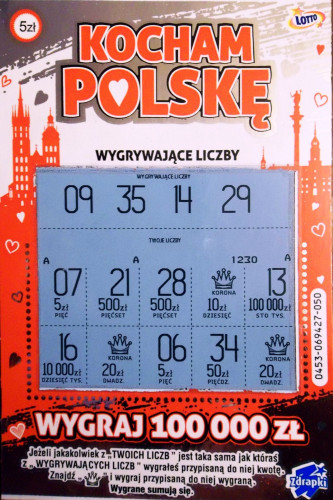 5zł
LOTTO
KOCHAM
POLSKĘ
WYGRYWAJĄCE LICZBY
WYGRYWAJĄCE LICZBY
09 35 14 29
TWOJE LICZBY
A 1230 A
07 21 28 KORONA 13
5zł 500zł 500zł 10zł 100 000zł
PIĘĆ PIĘĆSET PIĘĆSET DZIESIĘĆ STO TYS.
A
16 KORONA 06 34 KORONA
10 000zł 20zł 5zł 50zł 20zł
DZIESIĘĆ TYS. DWADZ. PIĘĆ PIĘĆDZ. DWADZ.
0453-069427-050
WYGRAJ 100 000 ZŁ
Jeżeli jakakolwiek z „TWOICH LICZB" jest taka sama jak któraś
z „WYGRYWAJĄCYCH LICZB" wygrałeś przypisaną do niej kwotę.
Znajdź „ " i wygraj przypisaną do niej wygraną.
Wygrane sumują się.
Zdrapki